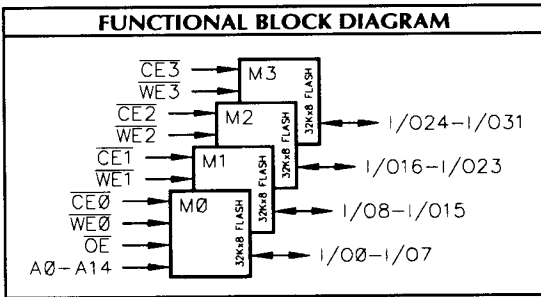 FUNCTIONAL BLOCK DIAGRAM
CE3
WE3
M3
32Kx8 FLASH
I/O24-I/O31
CE2
WE2
M2
32Kx8 FLASH
I/O16-I/O23
CE1
WE1
M1
32Kx8 FLASH
I/O8-I/O15
CEØ
WEØ
OE
AØ-A14
MØ
32Kx8 FLASH
I/OØ-I/O7